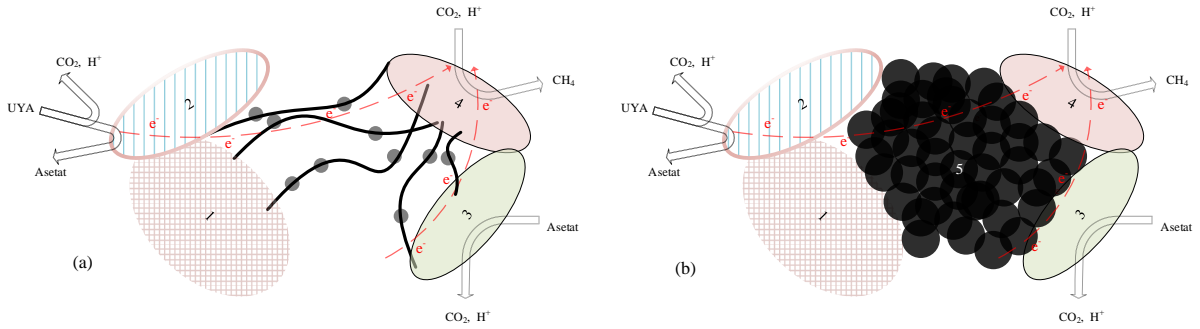 CO₂, H⁺
CO₂, H⁺
UYA
Asetat
e⁻
e⁻
e
e⁻
e
CH₄
2
4
1
3
e⁻
e⁻
Asetat
CO₂, H⁺
(a)
CO₂, H⁺
CO₂, H⁺
UYA
Asetat
e⁻
e⁻
e
e⁻
e
CH₄
2
4
1
5
3
e⁻
e⁻
Asetat
CO₂, H⁺
(b)